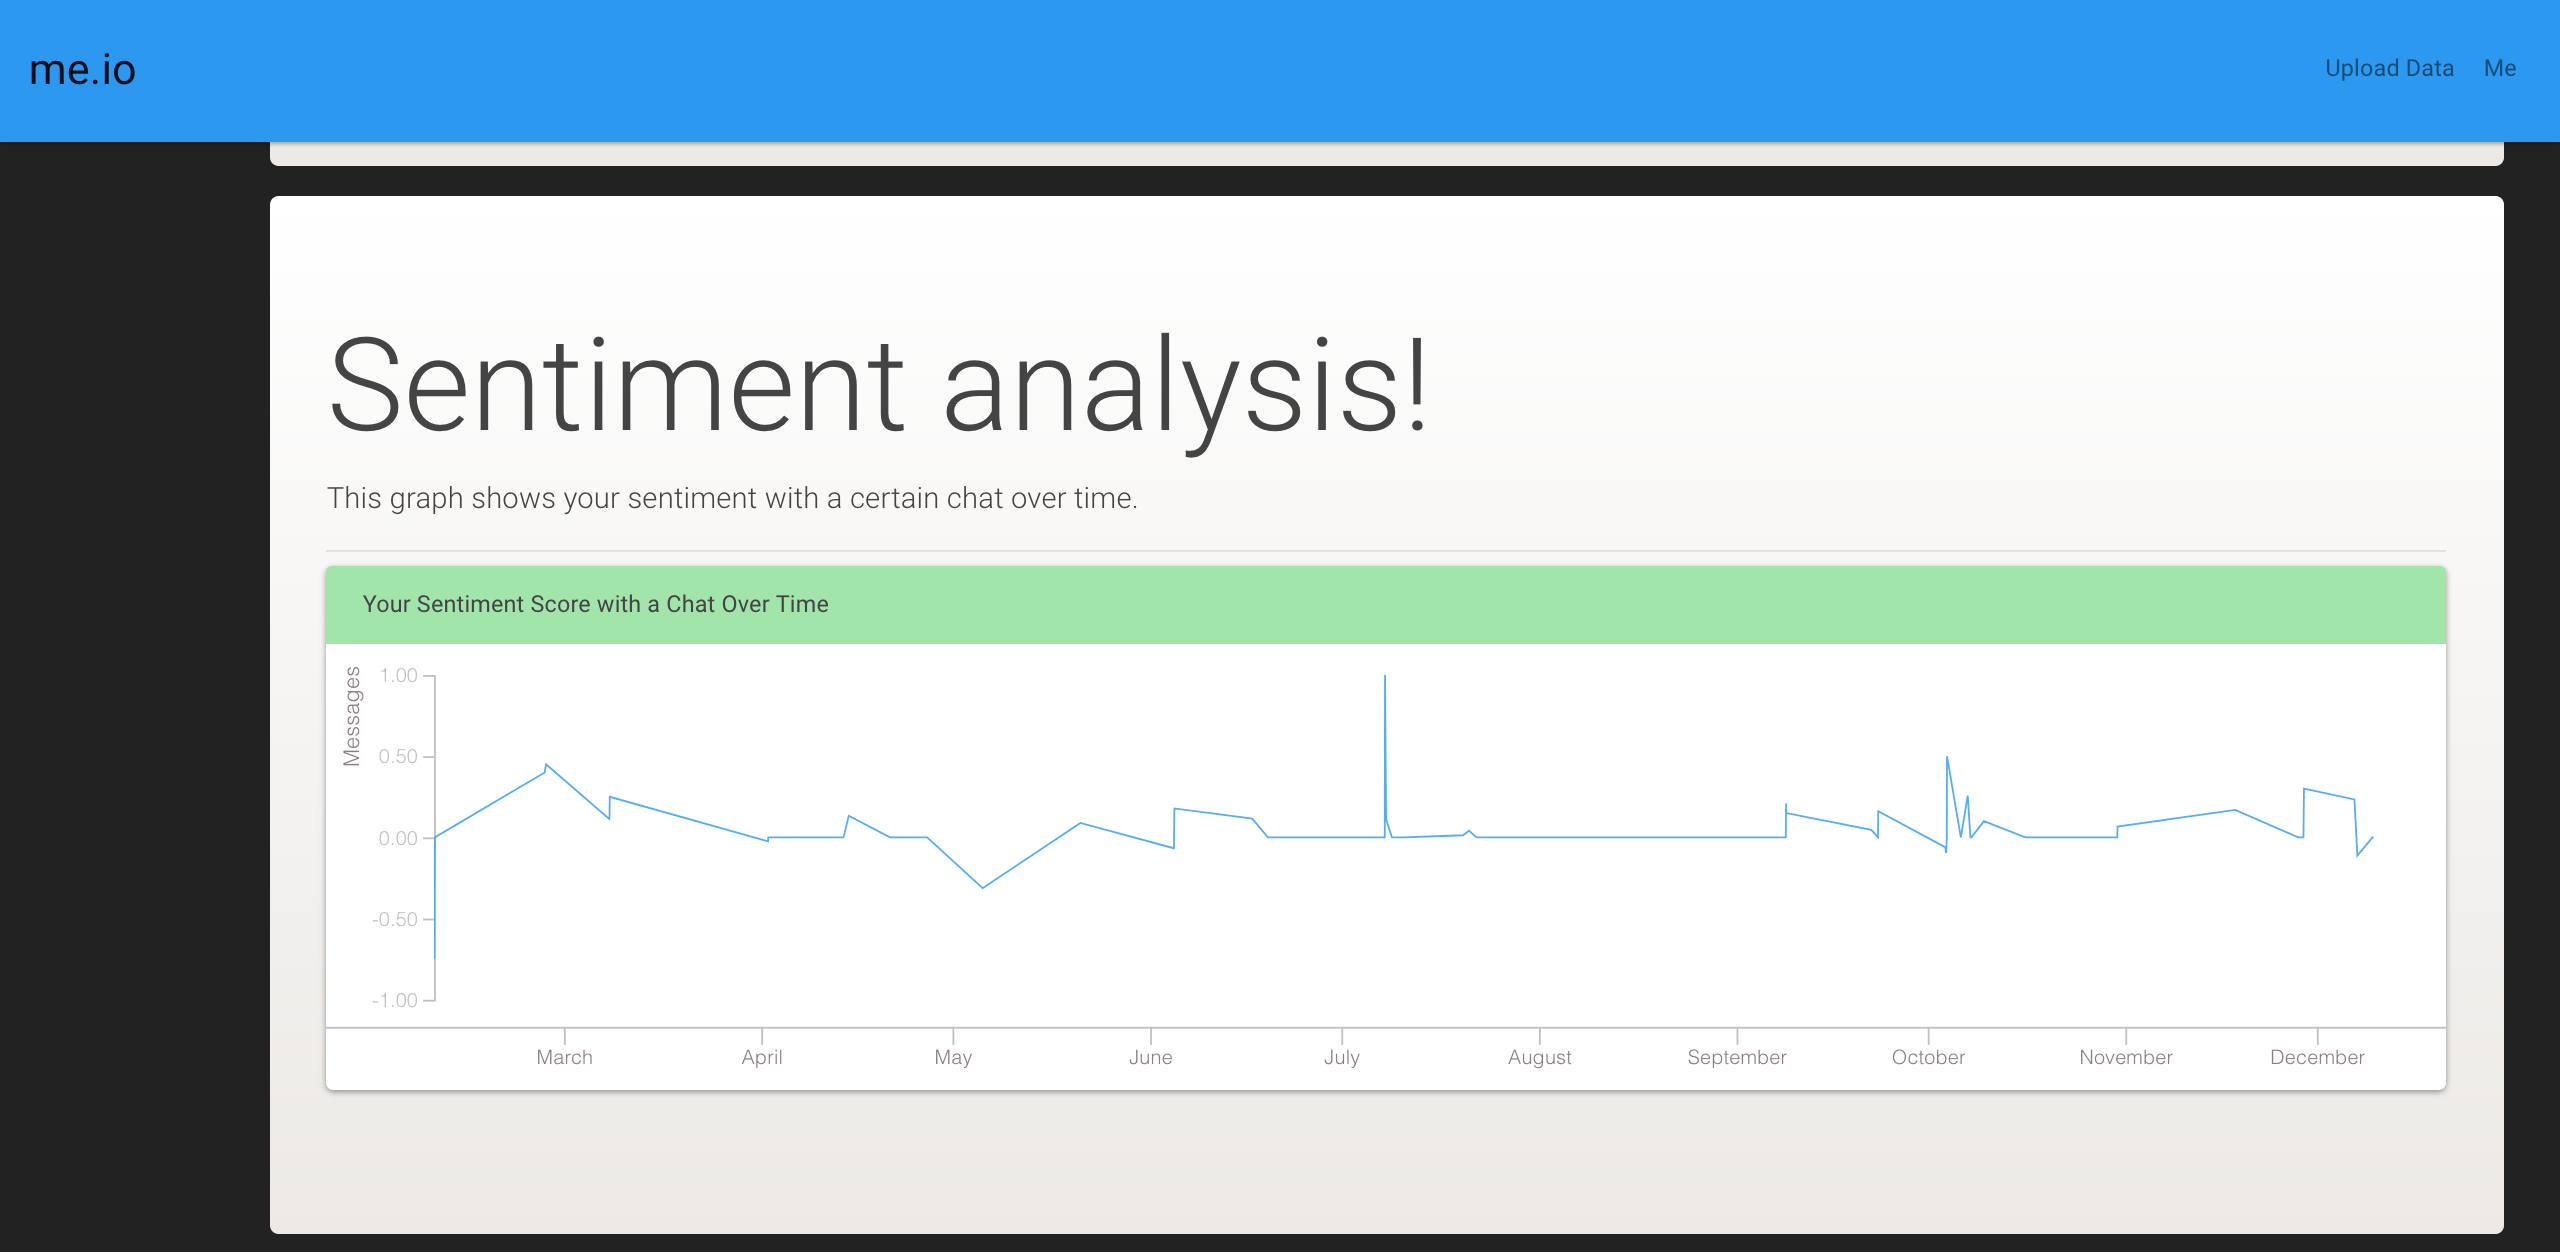 me.io
Upload Data Me
Sentiment analysis!
This graph shows your sentiment with a certain chat over time.
Your Sentiment Score with a Chat Over Time
Messages
1.00
0.50
0.00
-0.50
-1.00
March April May June July August September October November December